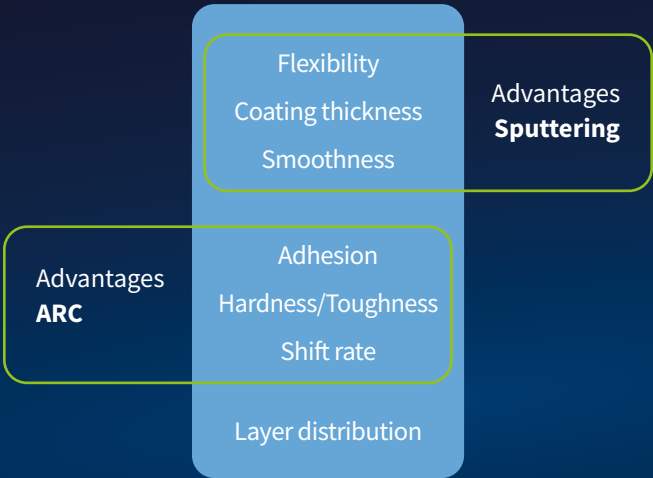 Flexibility
Coating thickness
Smoothness
Advantages
Sputtering
Advantages
ARC
Adhesion
Hardness/Toughness
Shift rate
Layer distribution